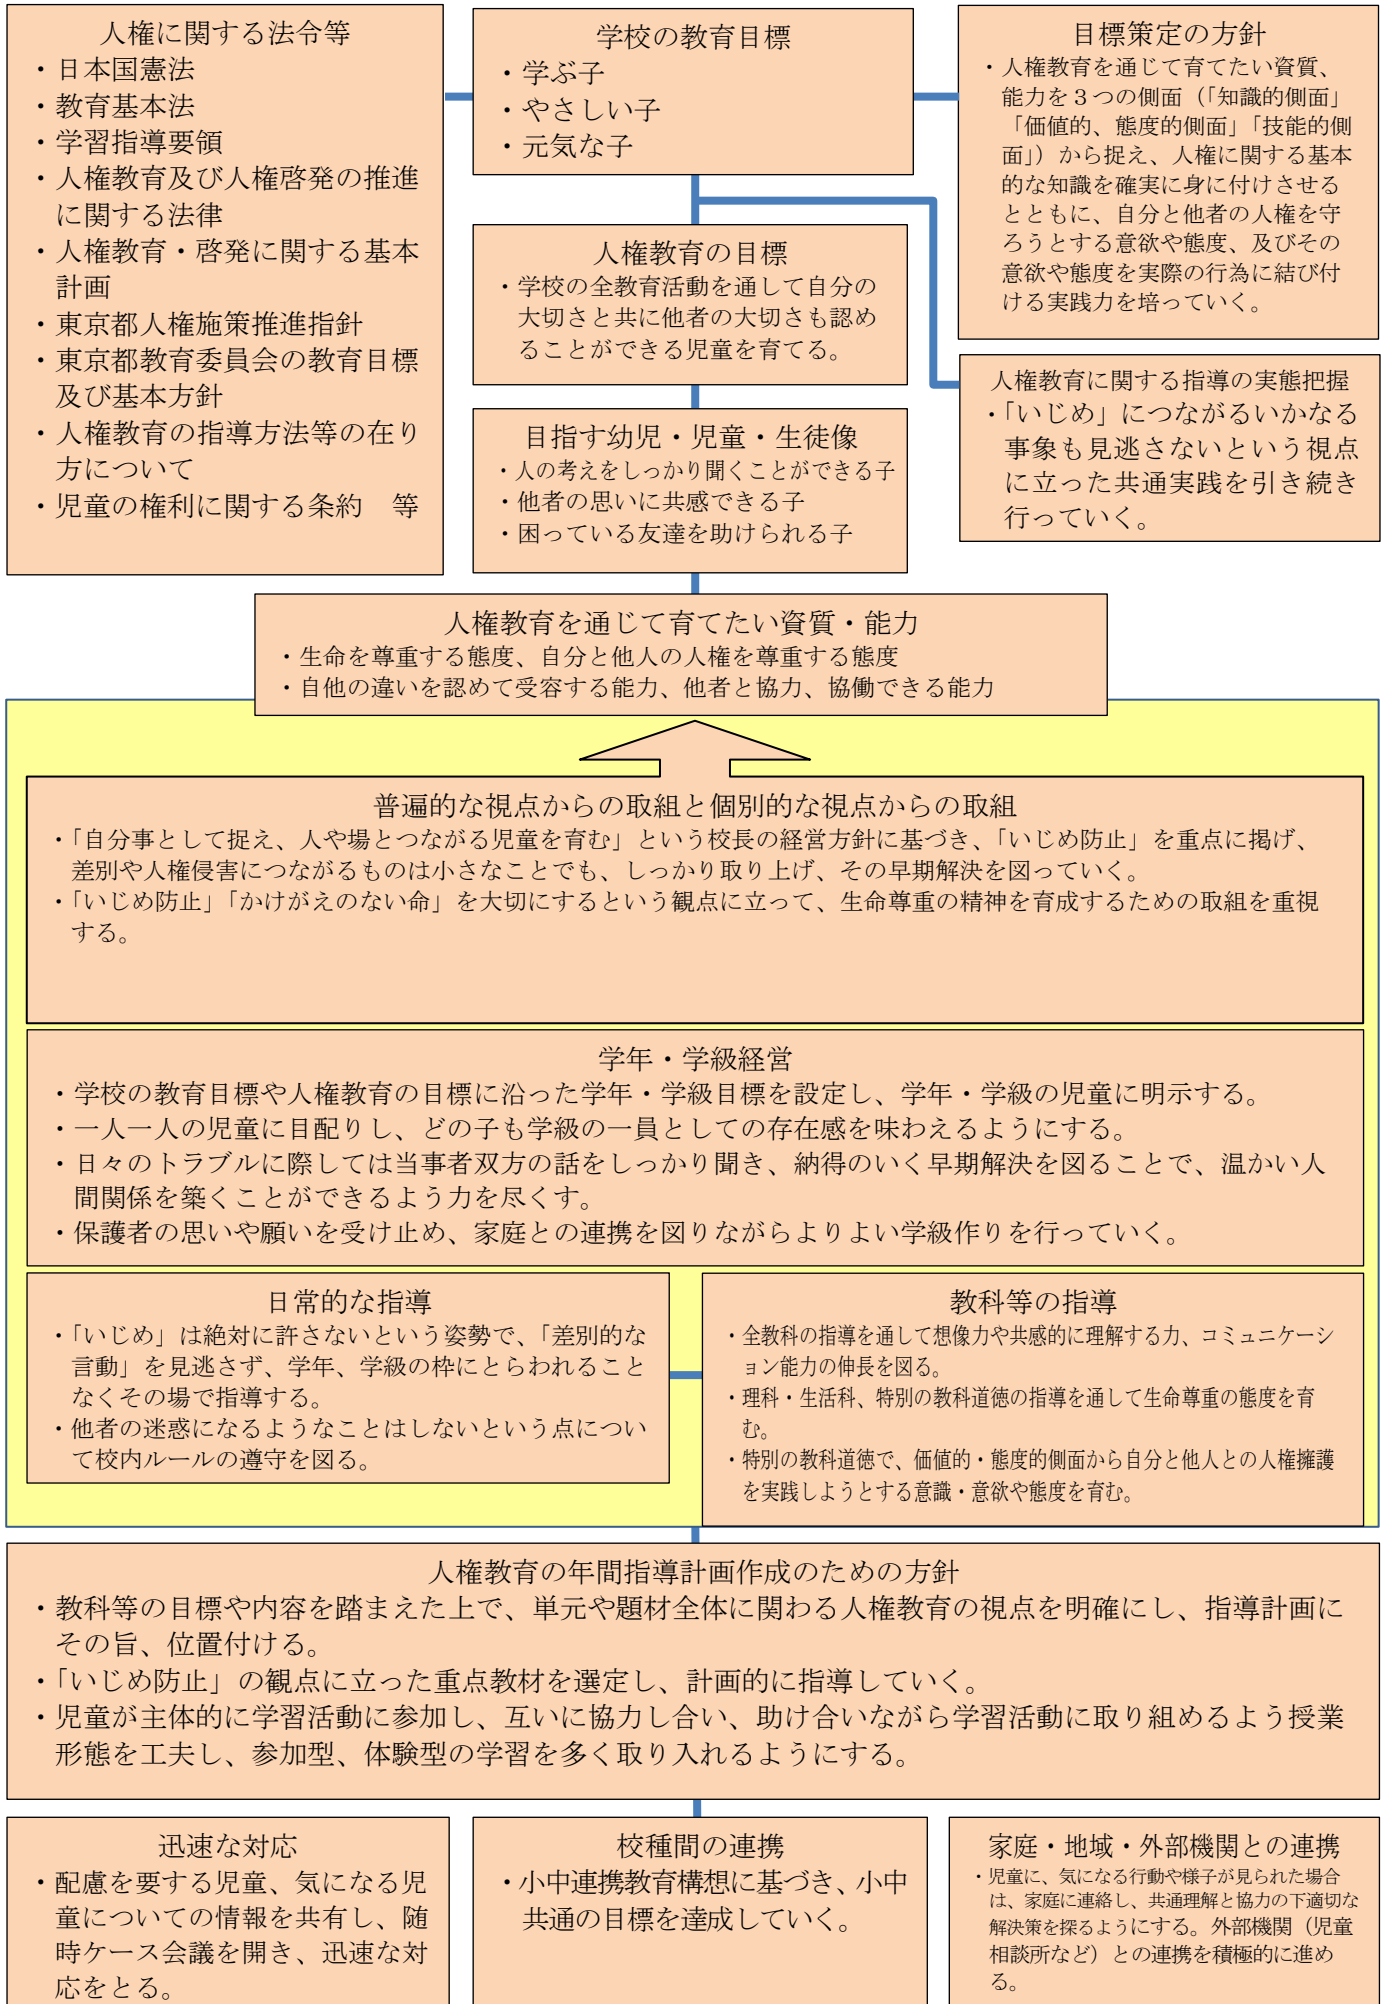 人権に関する法令等
・日本国憲法
・教育基本法
・学習指導要領
・人権教育及び人権啓発の推進
に関する法律
・人権教育・啓発に関する基本
計画
・東京都人権施策推進指針
・東京都教育委員会の教育目標
及び基本方針
・人権教育の指導方法等の在り
方について
・児童の権利に関する条約　等
学校の教育目標
・学ぶ子
・やさしい子
・元気な子
目標策定の方針
・人権教育を通じて育てたい資質、
能力を３つの側面（「知識的側面」
「価値的、態度的側面」「技能的側
面」）から捉え、人権に関する基本
的な知識を確実に身に付けさせる
とともに、自分と他者の人権を守
ろうとする意欲や態度、及びその
意欲や態度を実際の行為に結び付
ける実践力を培っていく。
人権教育の目標
・学校の全教育活動を通して自分の
大切さと共に他者の大切さも認め
ることができる児童を育てる。
人権教育に関する指導の実態把握
・「いじめ」につながるいかなる
事象も見逃さないという視点
に立った共通実践を引き続き
行っていく。
目指す幼児・児童・生徒像
・人の考えをしっかり聞くことができる子
・他者の思いに共感できる子
・困っている友達を助けられる子
人権教育を通じて育てたい資質・能力
・生命を尊重する態度、自分と他人の人権を尊重する態度
・自他の違いを認めて受容する能力、他者と協力、協働できる能力
普遍的な視点からの取組と個別的な視点からの取組
・「自分事として捉え、人や場とつながる児童を育む」という校長の経営方針に基づき、「いじめ防止」を重点に掲げ、
差別や人権侵害につながるものは小さなことでも、しっかり取り上げ、その早期解決を図っていく。
・「いじめ防止」「かけがえのない命」を大切にするという観点に立って、生命尊重の精神を育成するための取組を重視
する。
学年・学級経営
・学校の教育目標や人権教育の目標に沿った学年・学級目標を設定し、学年・学級の児童に明示する。
・一人一人の児童に目配りし、どの子も学級の一員としての存在感を味わえるようにする。
・日々のトラブルに際しては当事者双方の話をしっかり聞き、納得のいく早期解決を図ることで、温かい人
間関係を築くことができるよう力を尽くす。
・保護者の思いや願いを受け止め、家庭との連携を図りながらよりよい学級作りを行っていく。
日常的な指導
・「いじめ」は絶対に許さないという姿勢で、「差別的な
言動」を見逃さず、学年、学級の枠にとらわれること
なくその場で指導する。
・他者の迷惑になるようなことはしないという点につい
て校内ルールの遵守を図る。
教科等の指導
・全教科の指導を通して想像力や共感的に理解する力、コミュニケーシ
ョン能力の伸長を図る。
・理科・生活科、特別の教科道徳の指導を通して生命尊重の態度を育
む。
・特別の教科道徳で、価値的・態度的側面から自分と他人との人権擁護
を実践しようとする意識・意欲や態度を育む。
人権教育の年間指導計画作成のための方針
・教科等の目標や内容を踏まえた上で、単元や題材全体に関わる人権教育の視点を明確にし、指導計画に
その旨、位置付ける。
・「いじめ防止」の観点に立った重点教材を選定し、計画的に指導していく。
・児童が主体的に学習活動に参加し、互いに協力し合い、助け合いながら学習活動に取り組めるよう授業
形態を工夫し、参加型、体験型の学習を多く取り入れるようにする。
迅速な対応
・配慮を要する児童、気になる児
童についての情報を共有し、随
時ケース会議を開き、迅速な対
応をとる。
校種間の連携
・小中連携教育構想に基づき、小中
共通の目標を達成していく。
家庭・地域・外部機関との連携
・児童に、気になる行動や様子が見られた場合
は、家庭に連絡し、共通理解と協力の下適切な
解決策を探るようにする。外部機関（児童
相談所など）との連携を積極的に進め
る。